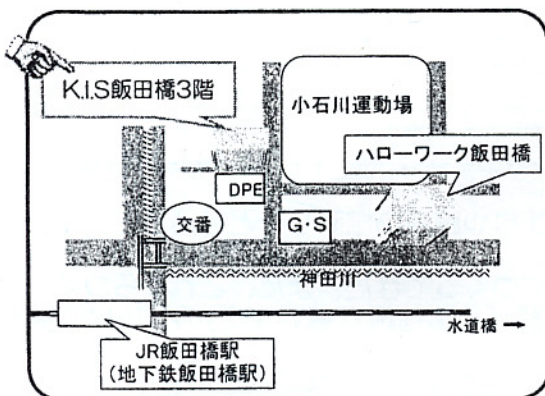 K.I.S飯田橋3階
小石川運動場
ハローワーク飯田橋
DPE
交番
G・S
神田川
水道橋 →
JR飯田橋駅
(地下鉄飯田橋駅)